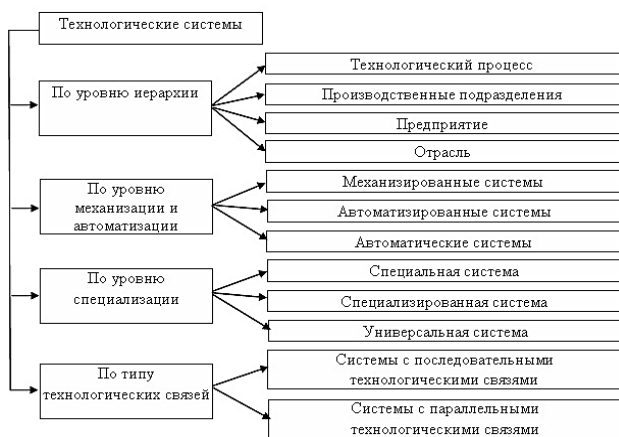 Технологические системы
По уровню иерархии
Технологический процесс
Производственные подразделения
Предприятие
Отрасль
По уровню
механизации и
автоматизации
Механизированные системы
Автоматизированные системы
Автоматические системы
По уровню
специализации
Специальная система
Специализированная система
Универсальная система
По типу
технологических связей
Системы с последовательными
технологическими связями
Системы с параллельными
технологическими связями